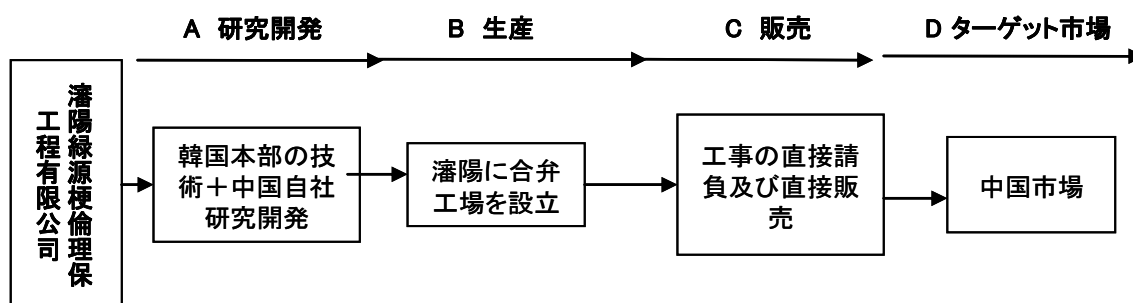 A 研究開発
B 生産
C 販売
D ターゲット市場
瀋陽緑源梗倫理保
工程有限公司
韓国本部の技
術＋中国自社
研究開発
瀋陽に合弁
工場を設立
工事の直接請
負及び直接販
売
中国市場